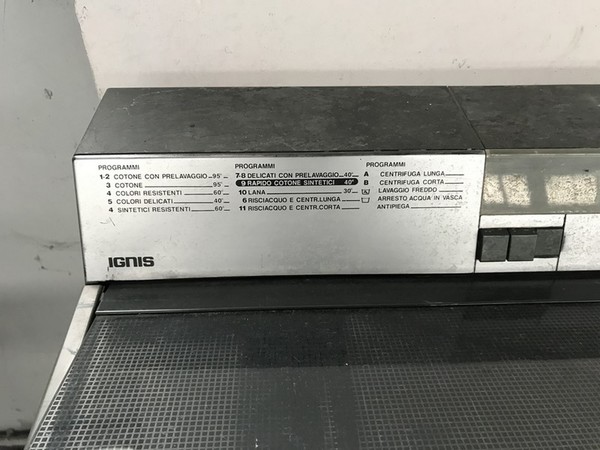 PROGRAMMI
1-2 COTONE CON PRELAVAGGIO 95'
3 COTONE 95'
4 COLORI RESISTENTI 60'
5 COLORI DELICATI 40'
4 SINTETICI RESISTENTI 60'
PROGRAMMI
7-8 DELICATI CON PRELAVAGGIO 40'
9 RAPIDO COTONE SINTETICI 40°
10 LANA 30'
6 RISCIACQUO E CENTR.LUNGA
11 RISCIACQUO E CENTR.CORTA
PROGRAMMI
A CENTRIFUGA LUNGA
B CENTRIFUGA CORTA
LAVAGGIO FREDDO
ARRESTO ACQUA IN VASCA
ANTIPIEGA
IGNIS